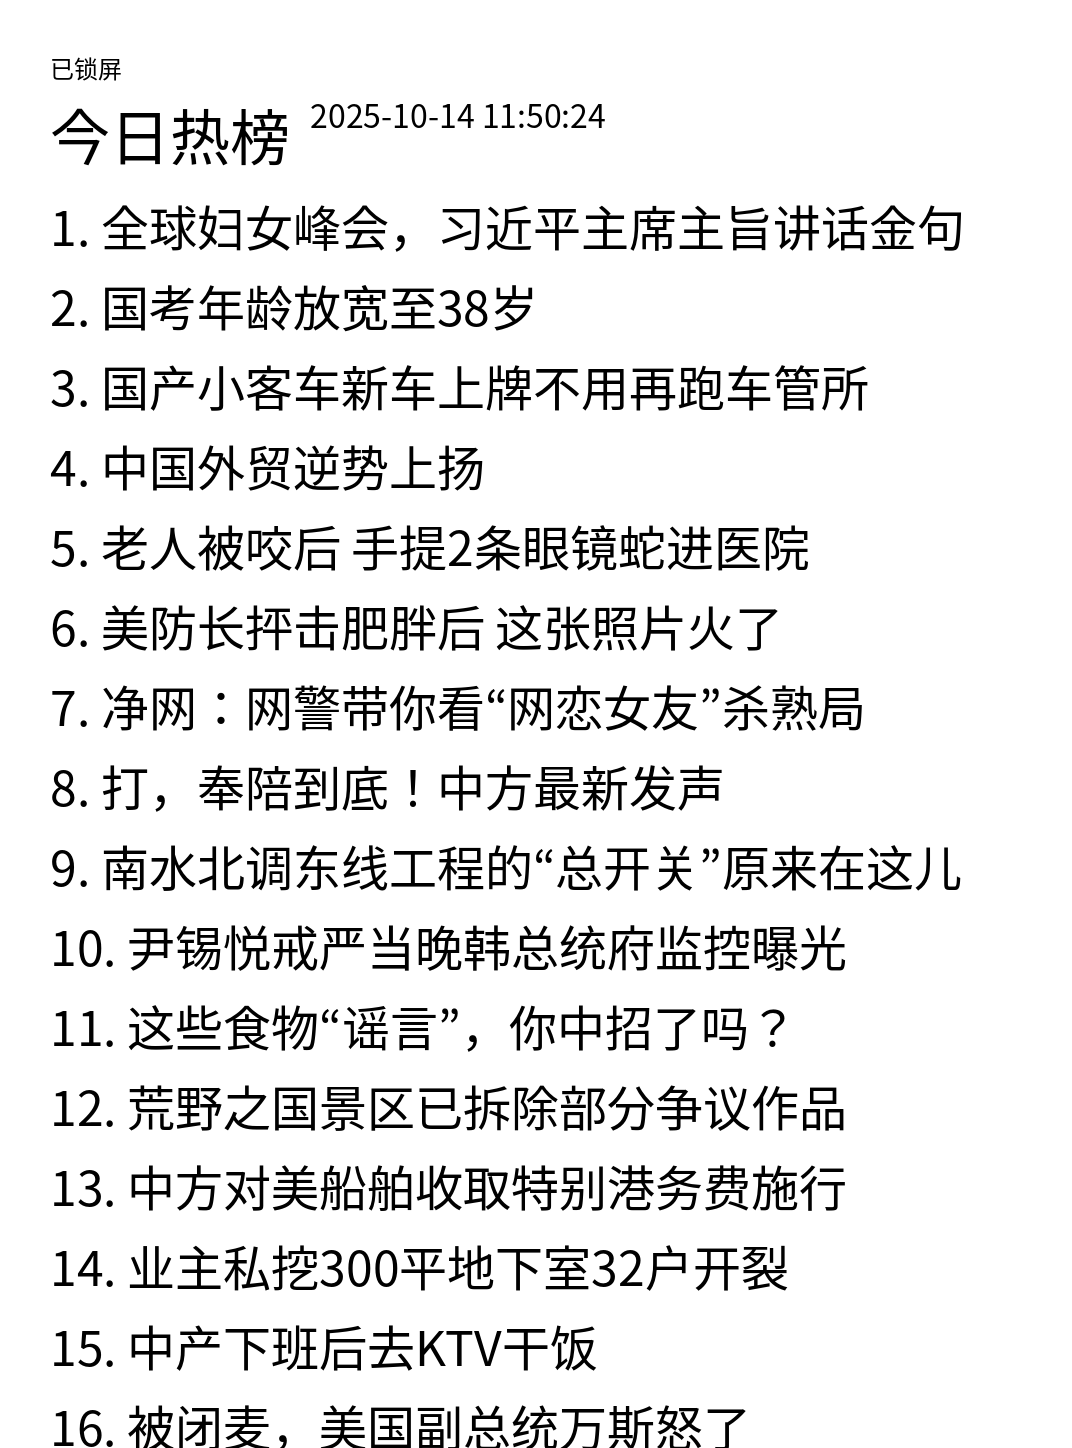 已锁屏
今日热榜 2025-10-14 11:50:24
1. 全球妇女峰会，习近平主席主旨讲话金句
2. 国考年龄放宽至38岁
3. 国产小客车新车上牌不用再跑车管所
4. 中国外贸逆势上扬
5. 老人被咬后 手提2条眼镜蛇进医院
6. 美防长抨击肥胖后 这张照片火了
7. 净网：网警带你看“网恋女友”杀熟局
8. 打，奉陪到底！中方最新发声
9. 南水北调东线工程的“总开关”原来在这儿
10. 尹锡悦戒严当晚韩总统府监控曝光
11. 这些食物“谣言”，你中招了吗？
12. 荒野之国景区已拆除部分争议作品
13. 中方对美船舶收取特别港务费施行
14. 业主私挖300平地下室32户开裂
15. 中产下班后去KTV干饭
16. 被闭麦，美国副总统万斯怒了